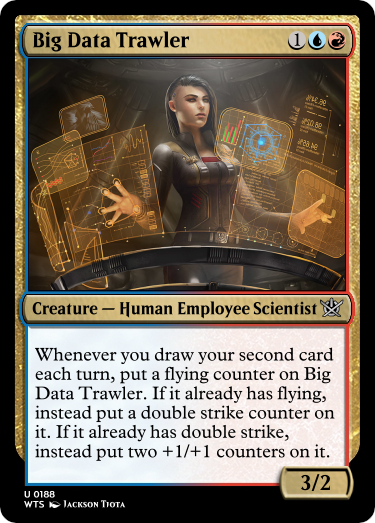 Big Data Trawler 1
Creature — Human Employee Scientist
Whenever you draw your second card
each turn, put a flying counter on Big
Data Trawler. If it already has flying,
instead put a double strike counter on
it. If it already has double strike,
instead put two +1/+1 counters on it.
3/2
U 0188
WTS Jackson Tjota